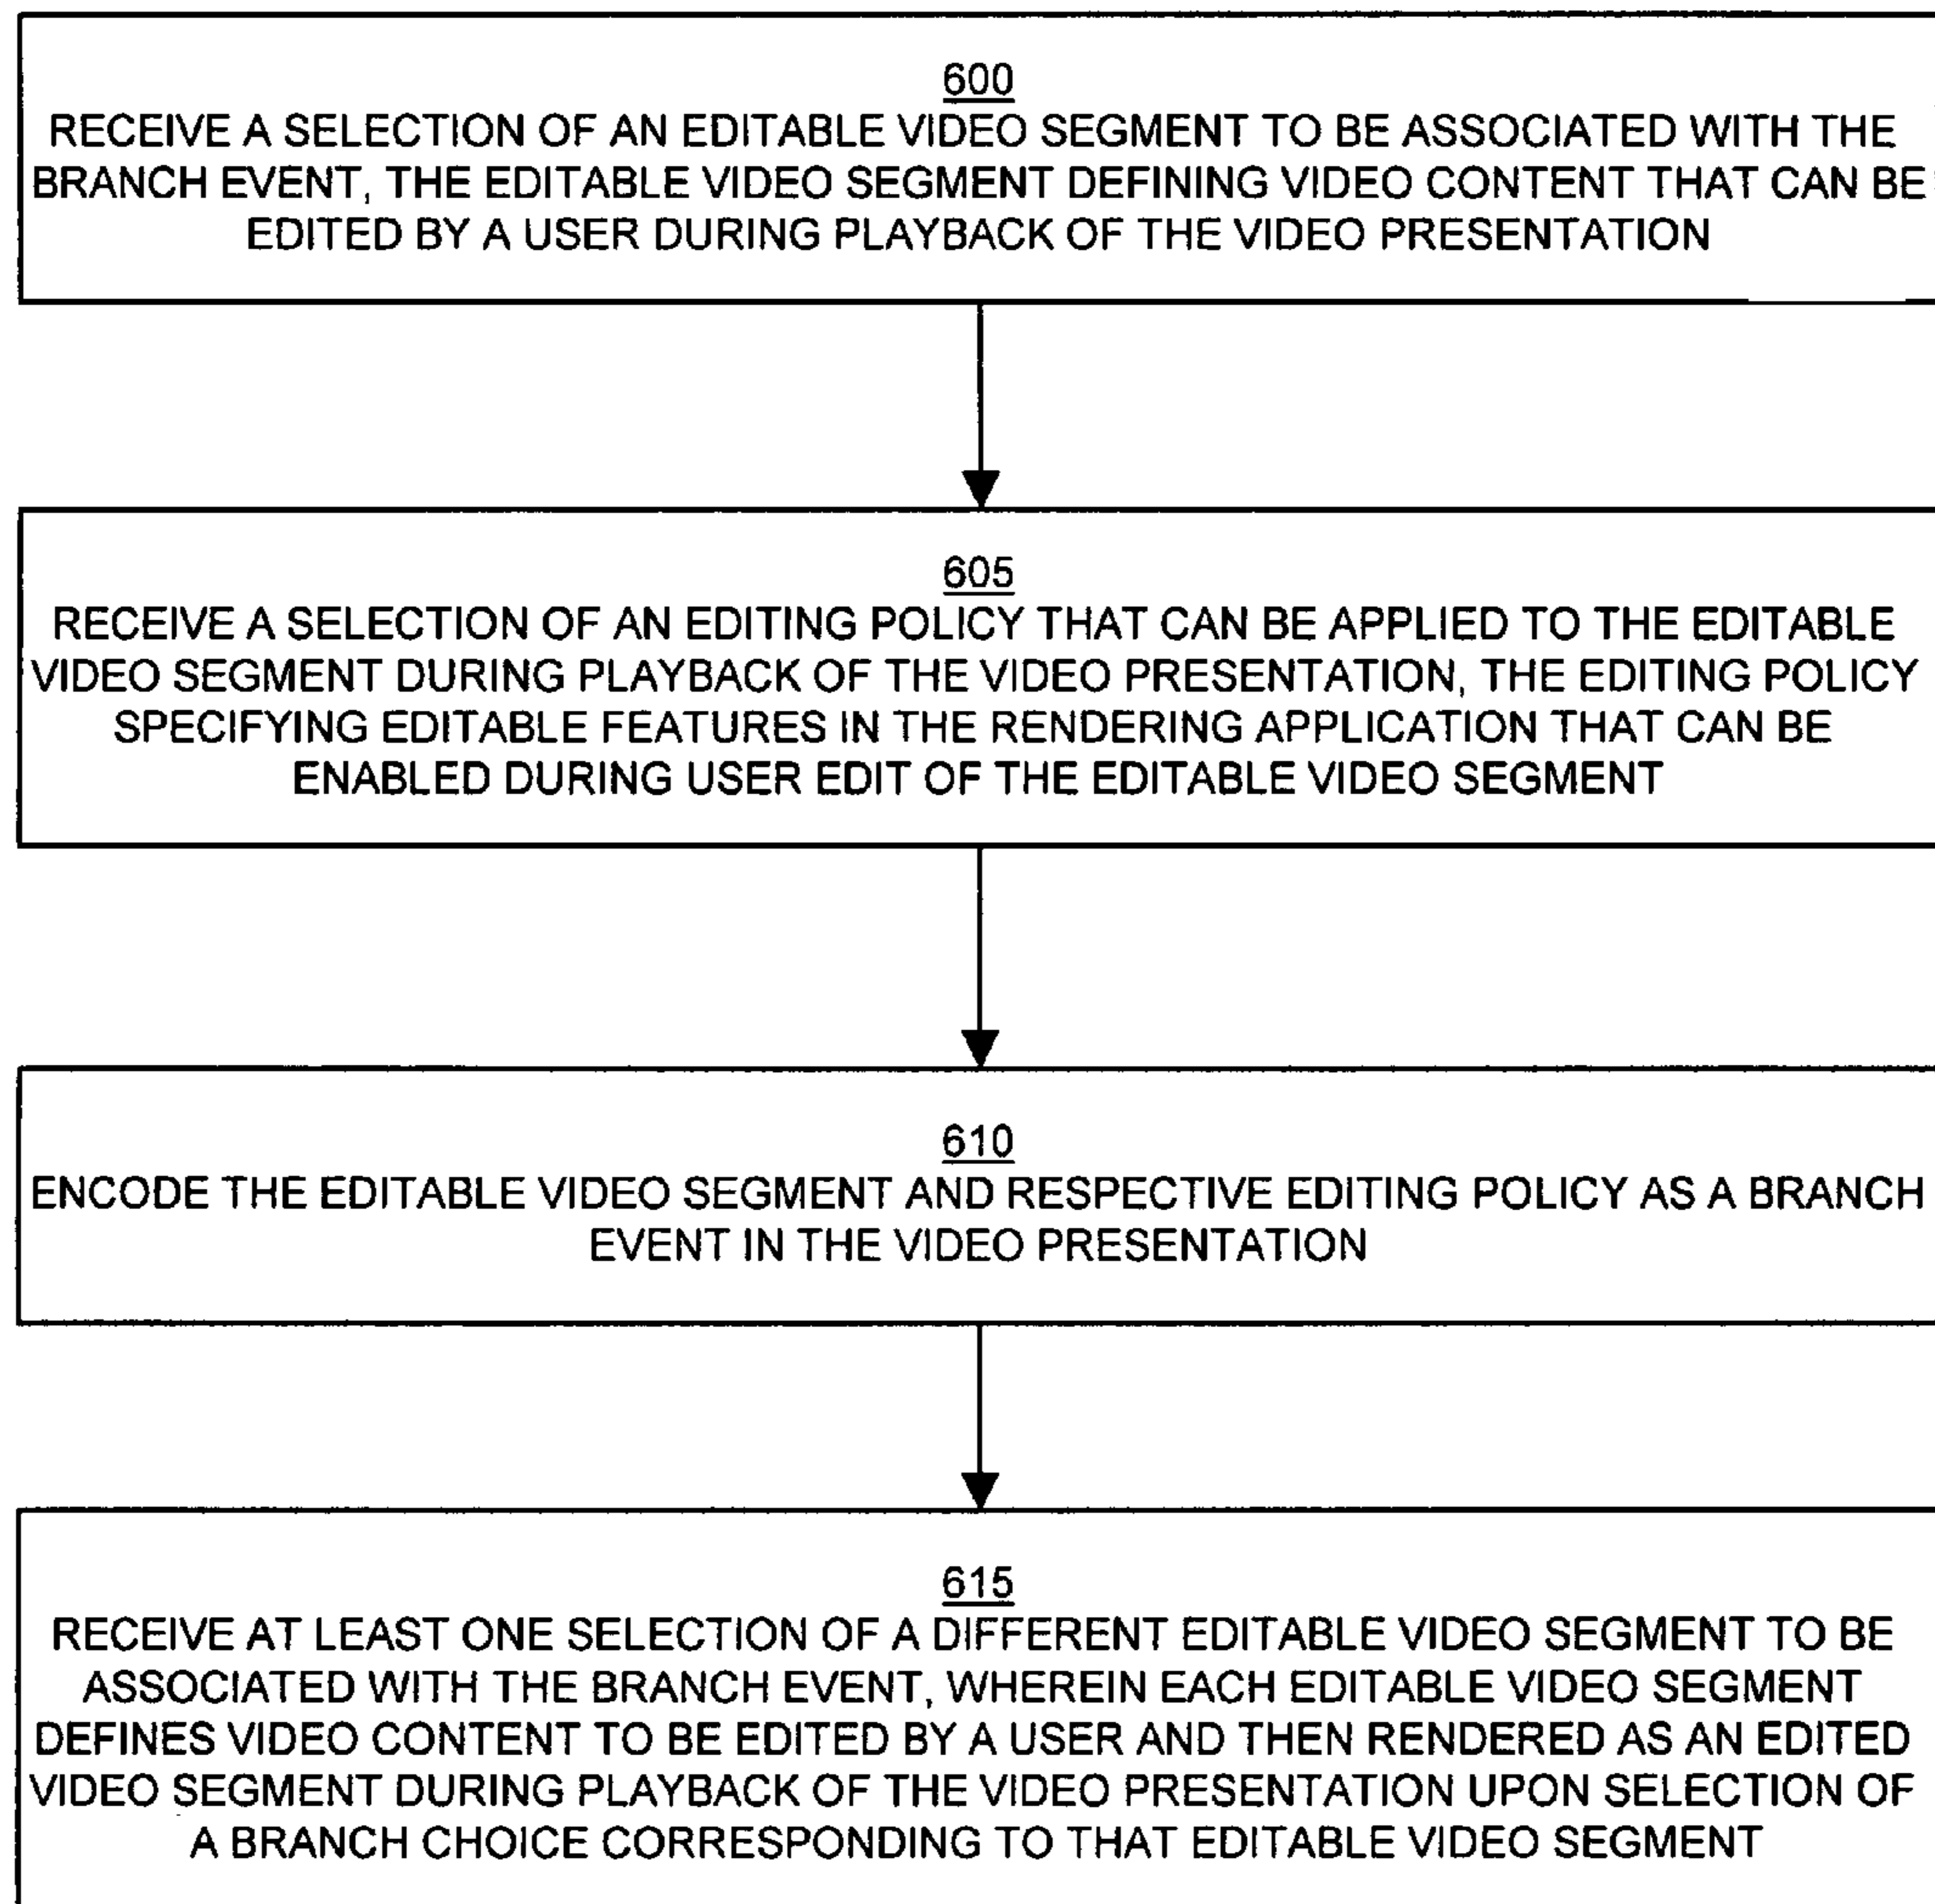 600
RECEIVE A SELECTION OF AN EDITABLE VIDEO SEGMENT TO BE ASSOCIATED WITH THE
BRANCH EVENT, THE EDITABLE VIDEO SEGMENT DEFINING VIDEO CONTENT THAT CAN BE
EDITED BY A USER DURING PLAYBACK OF THE VIDEO PRESENTATION
605
RECEIVE A SELECTION OF AN EDITING POLICY THAT CAN BE APPLIED TO THE EDITABLE
VIDEO SEGMENT DURING PLAYBACK OF THE VIDEO PRESENTATION, THE EDITING POLICY
SPECIFYING EDITABLE FEATURES IN THE RENDERING APPLICATION THAT CAN BE
ENABLED DURING USER EDIT OF THE EDITABLE VIDEO SEGMENT
610
ENCODE THE EDITABLE VIDEO SEGMENT AND RESPECTIVE EDITING POLICY AS A BRANCH
EVENT IN THE VIDEO PRESENTATION
615
RECEIVE AT LEAST ONE SELECTION OF A DIFFERENT EDITABLE VIDEO SEGMENT TO BE
ASSOCIATED WITH THE BRANCH EVENT, WHEREIN EACH EDITABLE VIDEO SEGMENT
DEFINES VIDEO CONTENT TO BE EDITED BY A USER AND THEN RENDERED AS AN EDITED
VIDEO SEGMENT DURING PLAYBACK OF THE VIDEO PRESENTATION UPON SELECTION OF
A BRANCH CHOICE CORRESPONDING TO THAT EDITABLE VIDEO SEGMENT